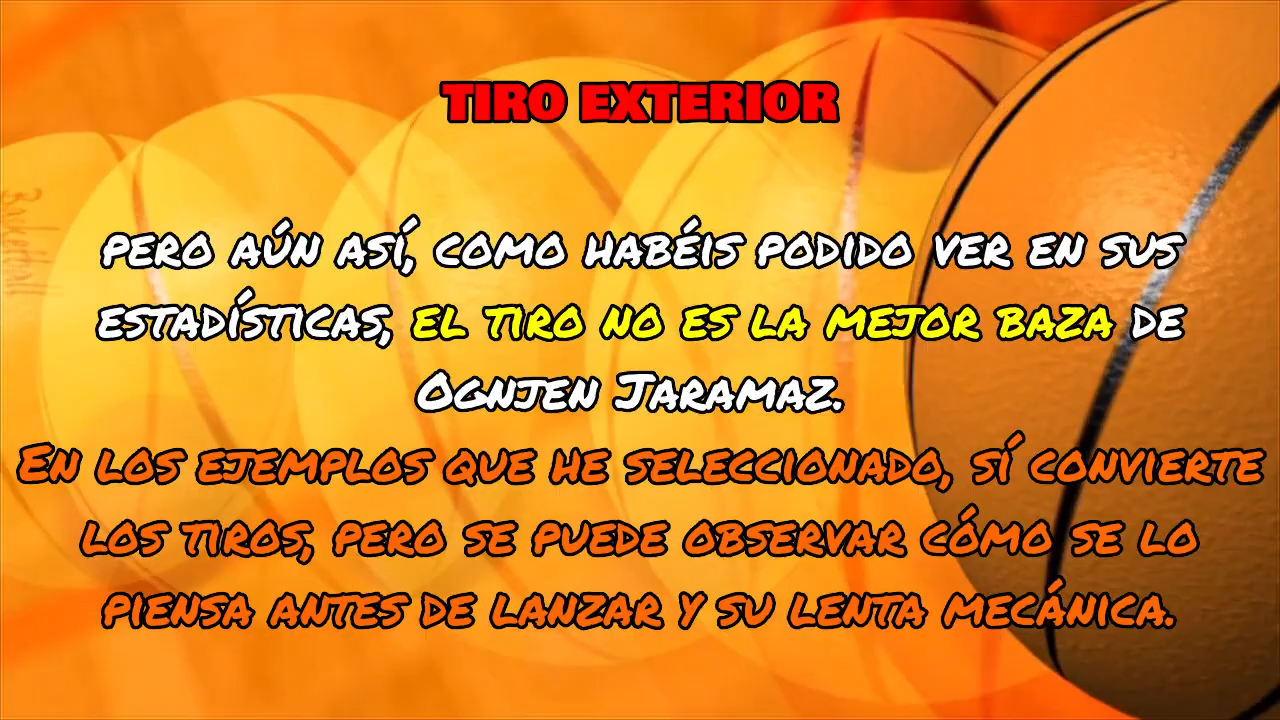 TIRO EXTERIOR
pero aún así, como habéis podido ver en sus
estadísticas, el tiro no es la mejor baza de
Ognjen Jaramaz.
En los ejemplos que he seleccionado, sí convierte
los tiros, pero se puede observar cómo se lo
piensa antes de lanzar y su lenta mecánica.